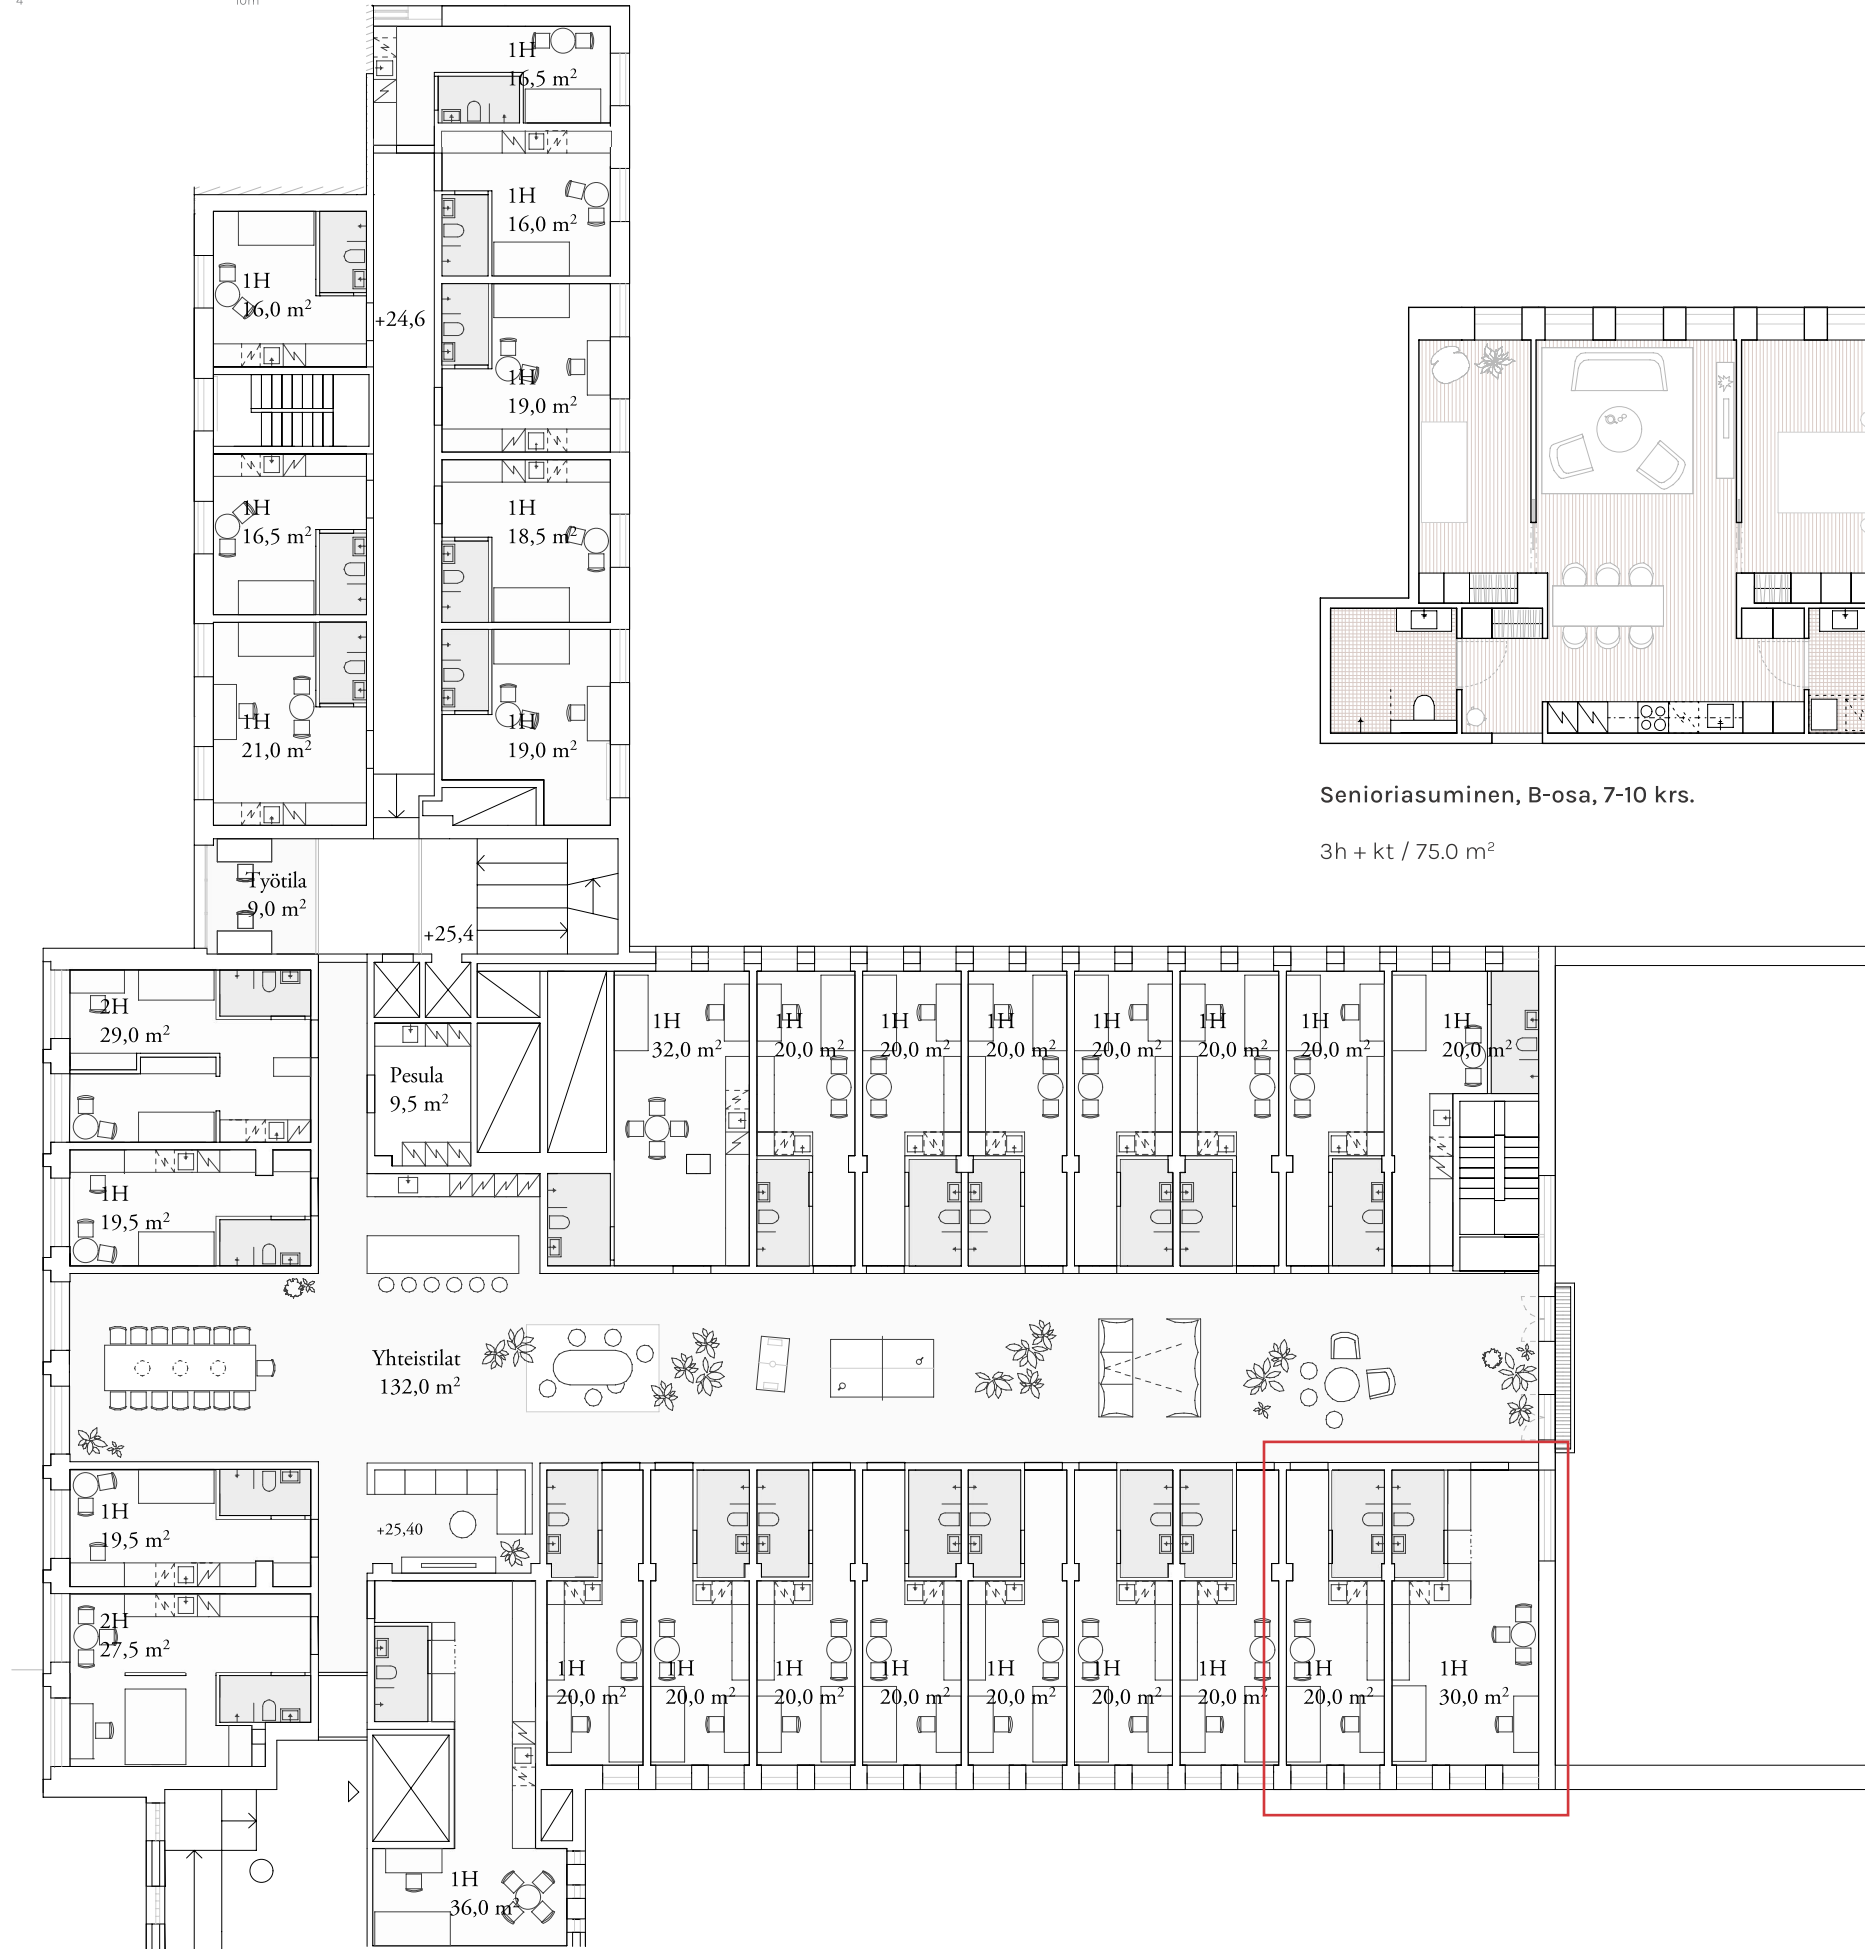 4
10m
1H
16,5 m²
1H
16,0 m²
1H
16,0 m²
+24,6
1H
19,0 m²
1H
16,5 m²
1H
18,5 m²
1H
21,0 m²
1H
19,0 m²
Senioriasuminen, B-osa, 7-10 krs.
3h + kt / 75.0 m²
Työtila
9,0 m²
+25,4
2H
29,0 m²
Pesula
9,5 m²
1H
32,0 m²
1H
20,0 m²
1H
20,0 m²
1H
20,0 m²
1H
20,0 m²
1H
20,0 m²
1H
20,0 m²
1H
20,0 m²
1H
19,5 m²
Yhteistilat
132,0 m²
1H
19,5 m²
+25,40
2H
27,5 m²
1H
20,0 m²
1H
20,0 m²
1H
20,0 m²
1H
20,0 m²
1H
20,0 m²
1H
20,0 m²
1H
20,0 m²
1H
20,0 m²
1H
30,0 m²
1H
36,0 m²